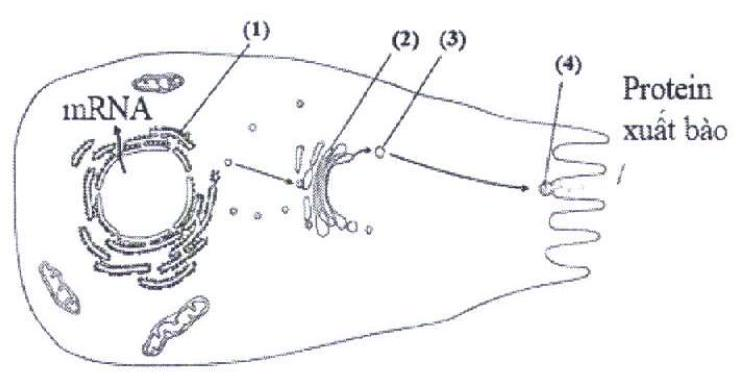 (1)
(2)
(3)
(4)
mRNA
Protein
xuất bào